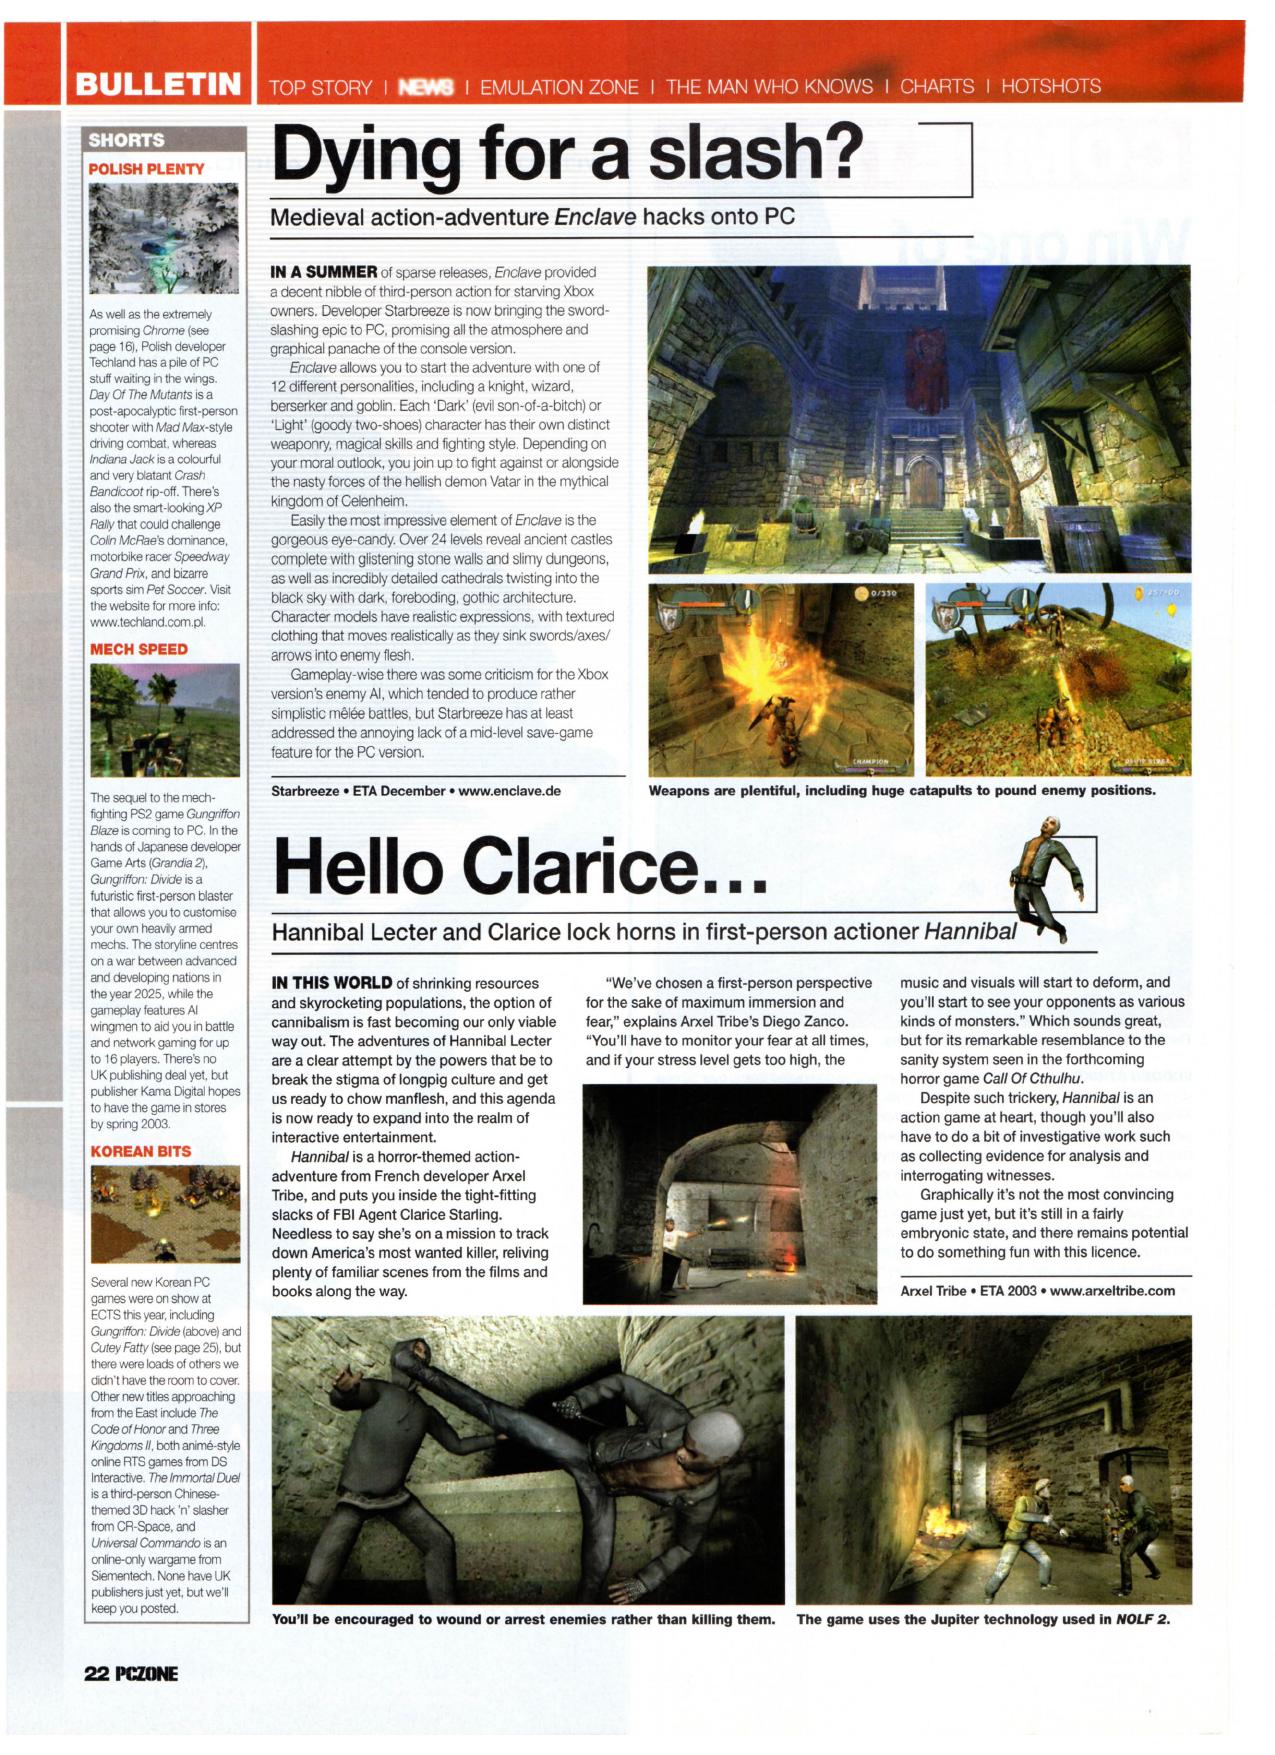 BULLETIN
TOP STORY | NEWS | EMULATION ZONE | THE MAN WHO KNOWS | CHARTS | HOTSHOTS
SHORTS
POLISH PLENTY
As well as the extremely
promising Chrome (see
page 16), Polish developer
Techland has a pile of PC
stuff waiting in the wings.
Day Of The Mutants is a
post-apocalyptic first-person
shooter with Mad Max-style
driving combat, whereas
Indiana Jack is a colourful
and very blatant Crash
Bandicoot rip-off. There's
also the smart-looking XP
Rally that could challenge
Colin McRae's dominance,
motorbike racer Speedway
Grand Prix, and bizarre
sports sim Pet Soccer. Visit
the website for more info:
www.techland.com.pl.
MECH SPEED
The sequel to the mech-
fighting PS2 game Gungriffon
Blaze is coming to PC. In the
hands of Japanese developer
Game Arts (Grandia 2),
Gungriffon: Divide is a
futuristic first-person blaster
that allows you to customise
your own heavily armed
mechs. The storyline centres
on a war between advanced
and developing nations in
the year 2025, while the
gameplay features AI
wingmen to aid you in battle
and network gaming for up
to 16 players. There's no
UK publishing deal yet, but
publisher Kama Digital hopes
to have the game in stores
by spring 2003.
KOREAN BITS
Several new Korean PC
games were on show at
ECTS this year, including
Gungriffon: Divide (above) and
Cutey Fatty (see page 25), but
there were loads of others we
didn't have the room to cover.
Other new titles approaching
from the East include The
Code of Honor and Three
Kingdoms II, both animé-style
online RTS games from DS
Interactive. The Immortal Duel
is a third-person Chinese-
themed 3D hack 'n' slasher
from CR-Space, and
Universal Commando is an
online-only wargame from
Siementech. None have UK
publishers just yet, but we'll
keep you posted.
Dying for a slash?
Medieval action-adventure Enclave hacks onto PC
IN A SUMMER of sparse releases, Enclave provided
a decent nibble of third-person action for starving Xbox
owners. Developer Starbreeze is now bringing the sword-
slashing epic to PC, promising all the atmosphere and
graphical panache of the console version.
Enclave allows you to start the adventure with one of
12 different personalities, including a knight, wizard,
berserker and goblin. Each 'Dark' (evil son-of-a-bitch) or
'Light' (goody two-shoes) character has their own distinct
weaponry, magical skills and fighting style. Depending on
your moral outlook, you join up to fight against or alongside
the nasty forces of the hellish demon Vatar in the mythical
kingdom of Celenheim.
Easily the most impressive element of Enclave is the
gorgeous eye-candy. Over 24 levels reveal ancient castles
complete with glistening stone walls and slimy dungeons,
as well as incredibly detailed cathedrals twisting into the
black sky with dark, foreboding, gothic architecture.
Character models have realistic expressions, with textured
clothing that moves realistically as they sink swords/axes/
arrows into enemy flesh.
Gameplay-wise there was some criticism for the Xbox
version's enemy AI, which tended to produce rather
simplistic mêlée battles, but Starbreeze has at least
addressed the annoying lack of a mid-level save-game
feature for the PC version.
Starbreeze • ETA December • www.enclave.de
0/330
CHAMPION
Weapons are plentiful, including huge catapults to pound enemy positions.
Hello Clarice...
Hannibal Lecter and Clarice lock horns in first-person actioner Hannibal
IN THIS WORLD of shrinking resources
and skyrocketing populations, the option of
cannibalism is fast becoming our only viable
way out. The adventures of Hannibal Lecter
are a clear attempt by the powers that be to
break the stigma of longpig culture and get
us ready to chow manflesh, and this agenda
is now ready to expand into the realm of
interactive entertainment.
Hannibal is a horror-themed action-
adventure from French developer Arxel
Tribe, and puts you inside the tight-fitting
slacks of FBI Agent Clarice Starling.
Needless to say she's on a mission to track
down America's most wanted killer, reliving
plenty of familiar scenes from the films and
books along the way.
"We've chosen a first-person perspective
for the sake of maximum immersion and
fear," explains Arxel Tribe's Diego Zanco.
"You'll have to monitor your fear at all times,
and if your stress level gets too high, the
music and visuals will start to deform, and
you'll start to see your opponents as various
kinds of monsters." Which sounds great,
but for its remarkable resemblance to the
sanity system seen in the forthcoming
horror game Call Of Cthulhu.
Despite such trickery, Hannibal is an
action game at heart, though you'll also
have to do a bit of investigative work such
as collecting evidence for analysis and
interrogating witnesses.
Graphically it's not the most convincing
game just yet, but it's still in a fairly
embryonic state, and there remains potential
to do something fun with this licence.
Arxel Tribe • ETA 2003 • www.arxeltribe.com
You'll be encouraged to wound or arrest enemies rather than killing them.
The game uses the Jupiter technology used in NOLF 2.
22 PCZONE